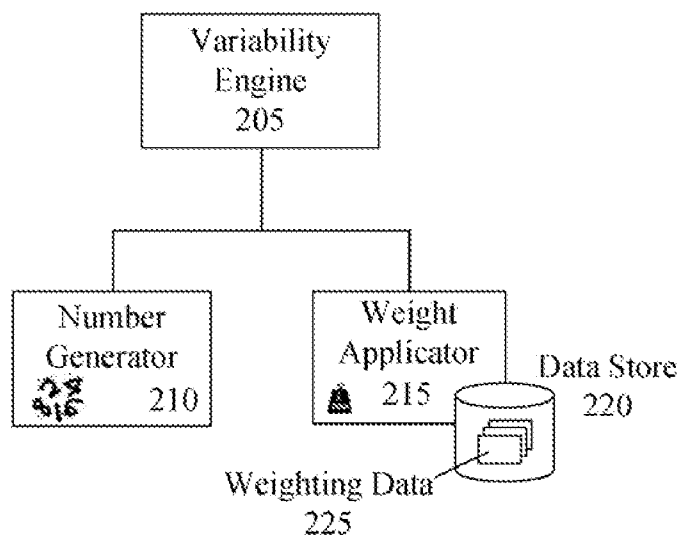 Variability
Engine
205
Number
Generator
210
Weight
Applicator
215
Data Store
220
Weighting Data
225